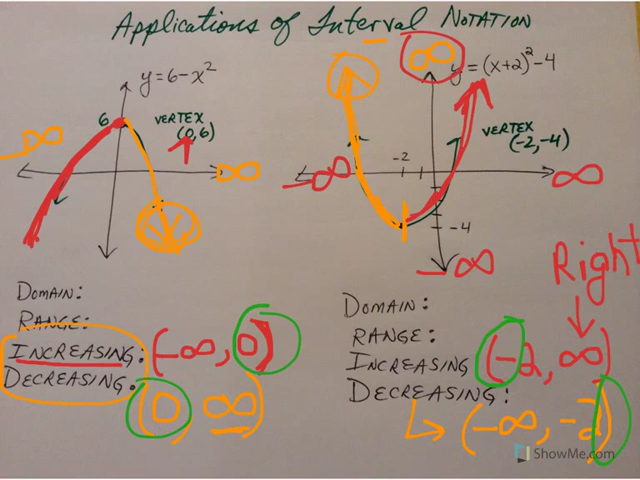 Applications of Interval Notation
y = 6 - x²
6
VERTEX
(0, 6)
-∞
∞
∞
y = (x+2)² - 4
VERTEX
(-2, -4)
-2
-4
-∞
∞
-∞
Right
DOMAIN:
RANGE:
INCREASING: (-∞, 0)
DECREASING: (0, ∞)
DOMAIN:
RANGE:
INCREASING (-2, ∞)
DECREASING:
(-∞, -2)
ShowMe.com